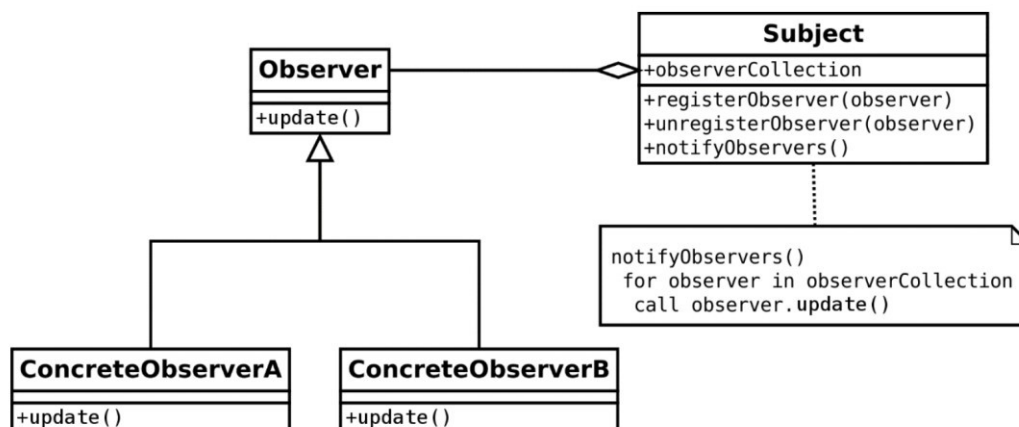 Observer
+update()
Subject
+observerCollection
+registerObserver(observer)
+unregisterObserver(observer)
+notifyObservers()
notifyObservers()
for observer in observerCollection
call observer.update()
ConcreteObserverA
+update()
ConcreteObserverB
+update()